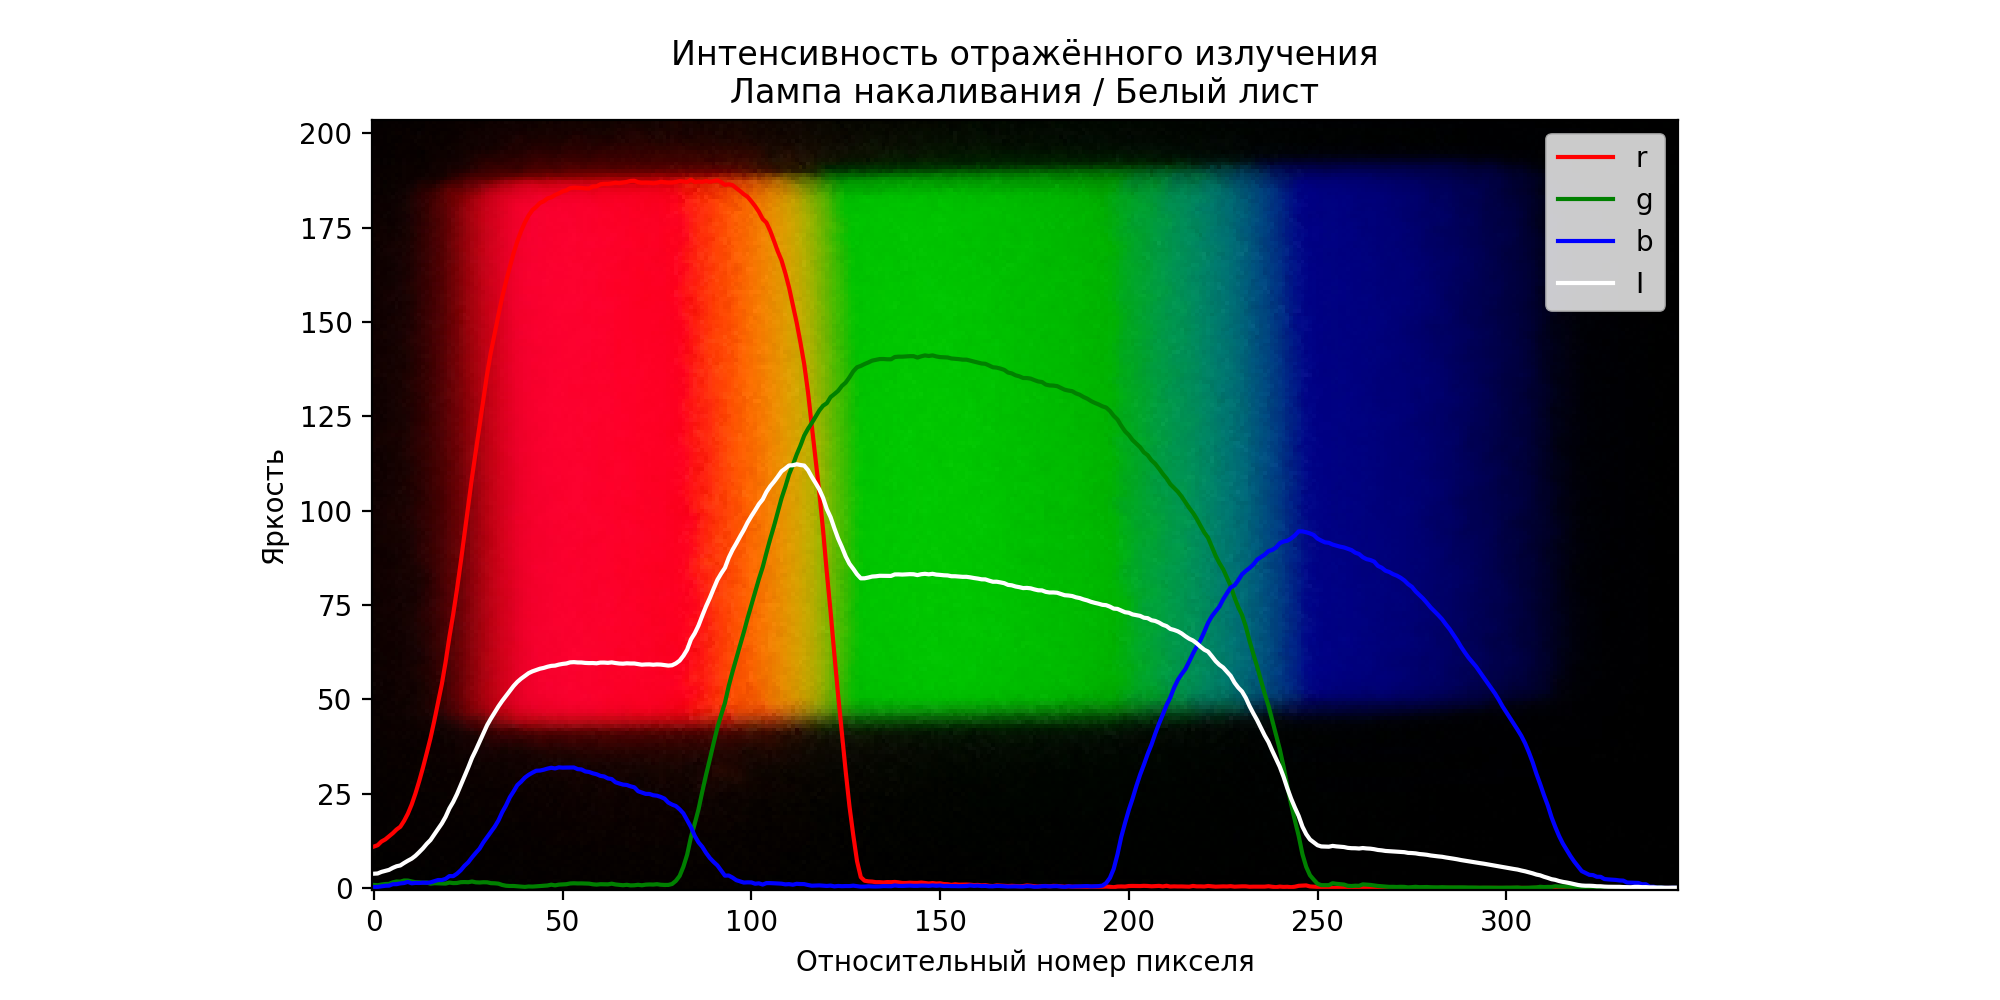 Интенсивность отражённого излучения
Лампа накаливания / Белый лист
200
175
150
125
100
75
50
25
0
Яркость
r
g
b
l
0 50 100 150 200 250 300
Относительный номер пикселя